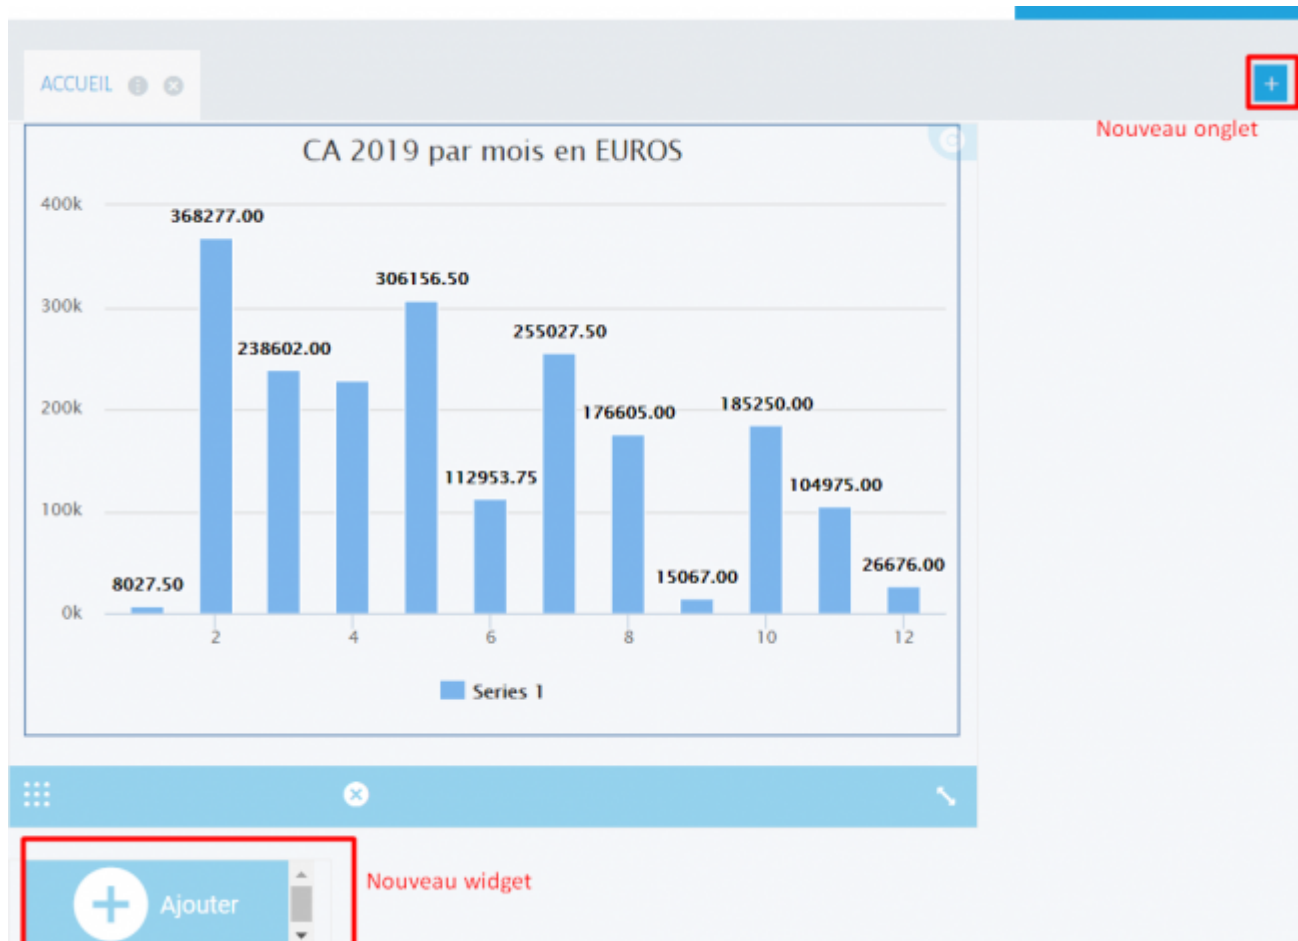 ACCUEIL
+
Nouveau onglet
CA 2019 par mois en EUROS
400k
368277.00
306156.50
300k
255027.50
238602.00
200k
176605.00
185250.00
112953.75
104975.00
100k
8027.50
15067.00
26676.00
0k
2 4 6 8 10 12
Series 1
Nouveau widget
Ajouter